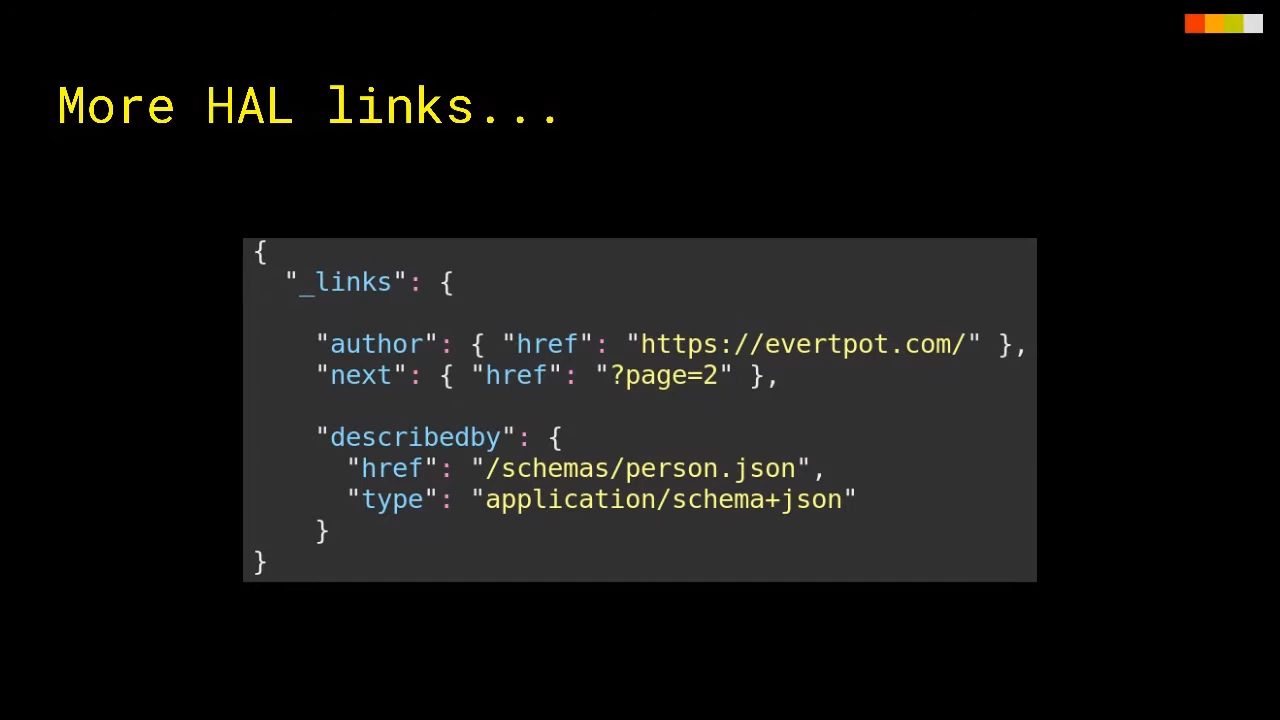 More HAL links...
{
  "_links": {
    "author": { "href": "https://evertpot.com/" },
    "next": { "href": "?page=2" },
    "describedby": {
      "href": "/schemas/person.json",
      "type": "application/schema+json"
    }
}